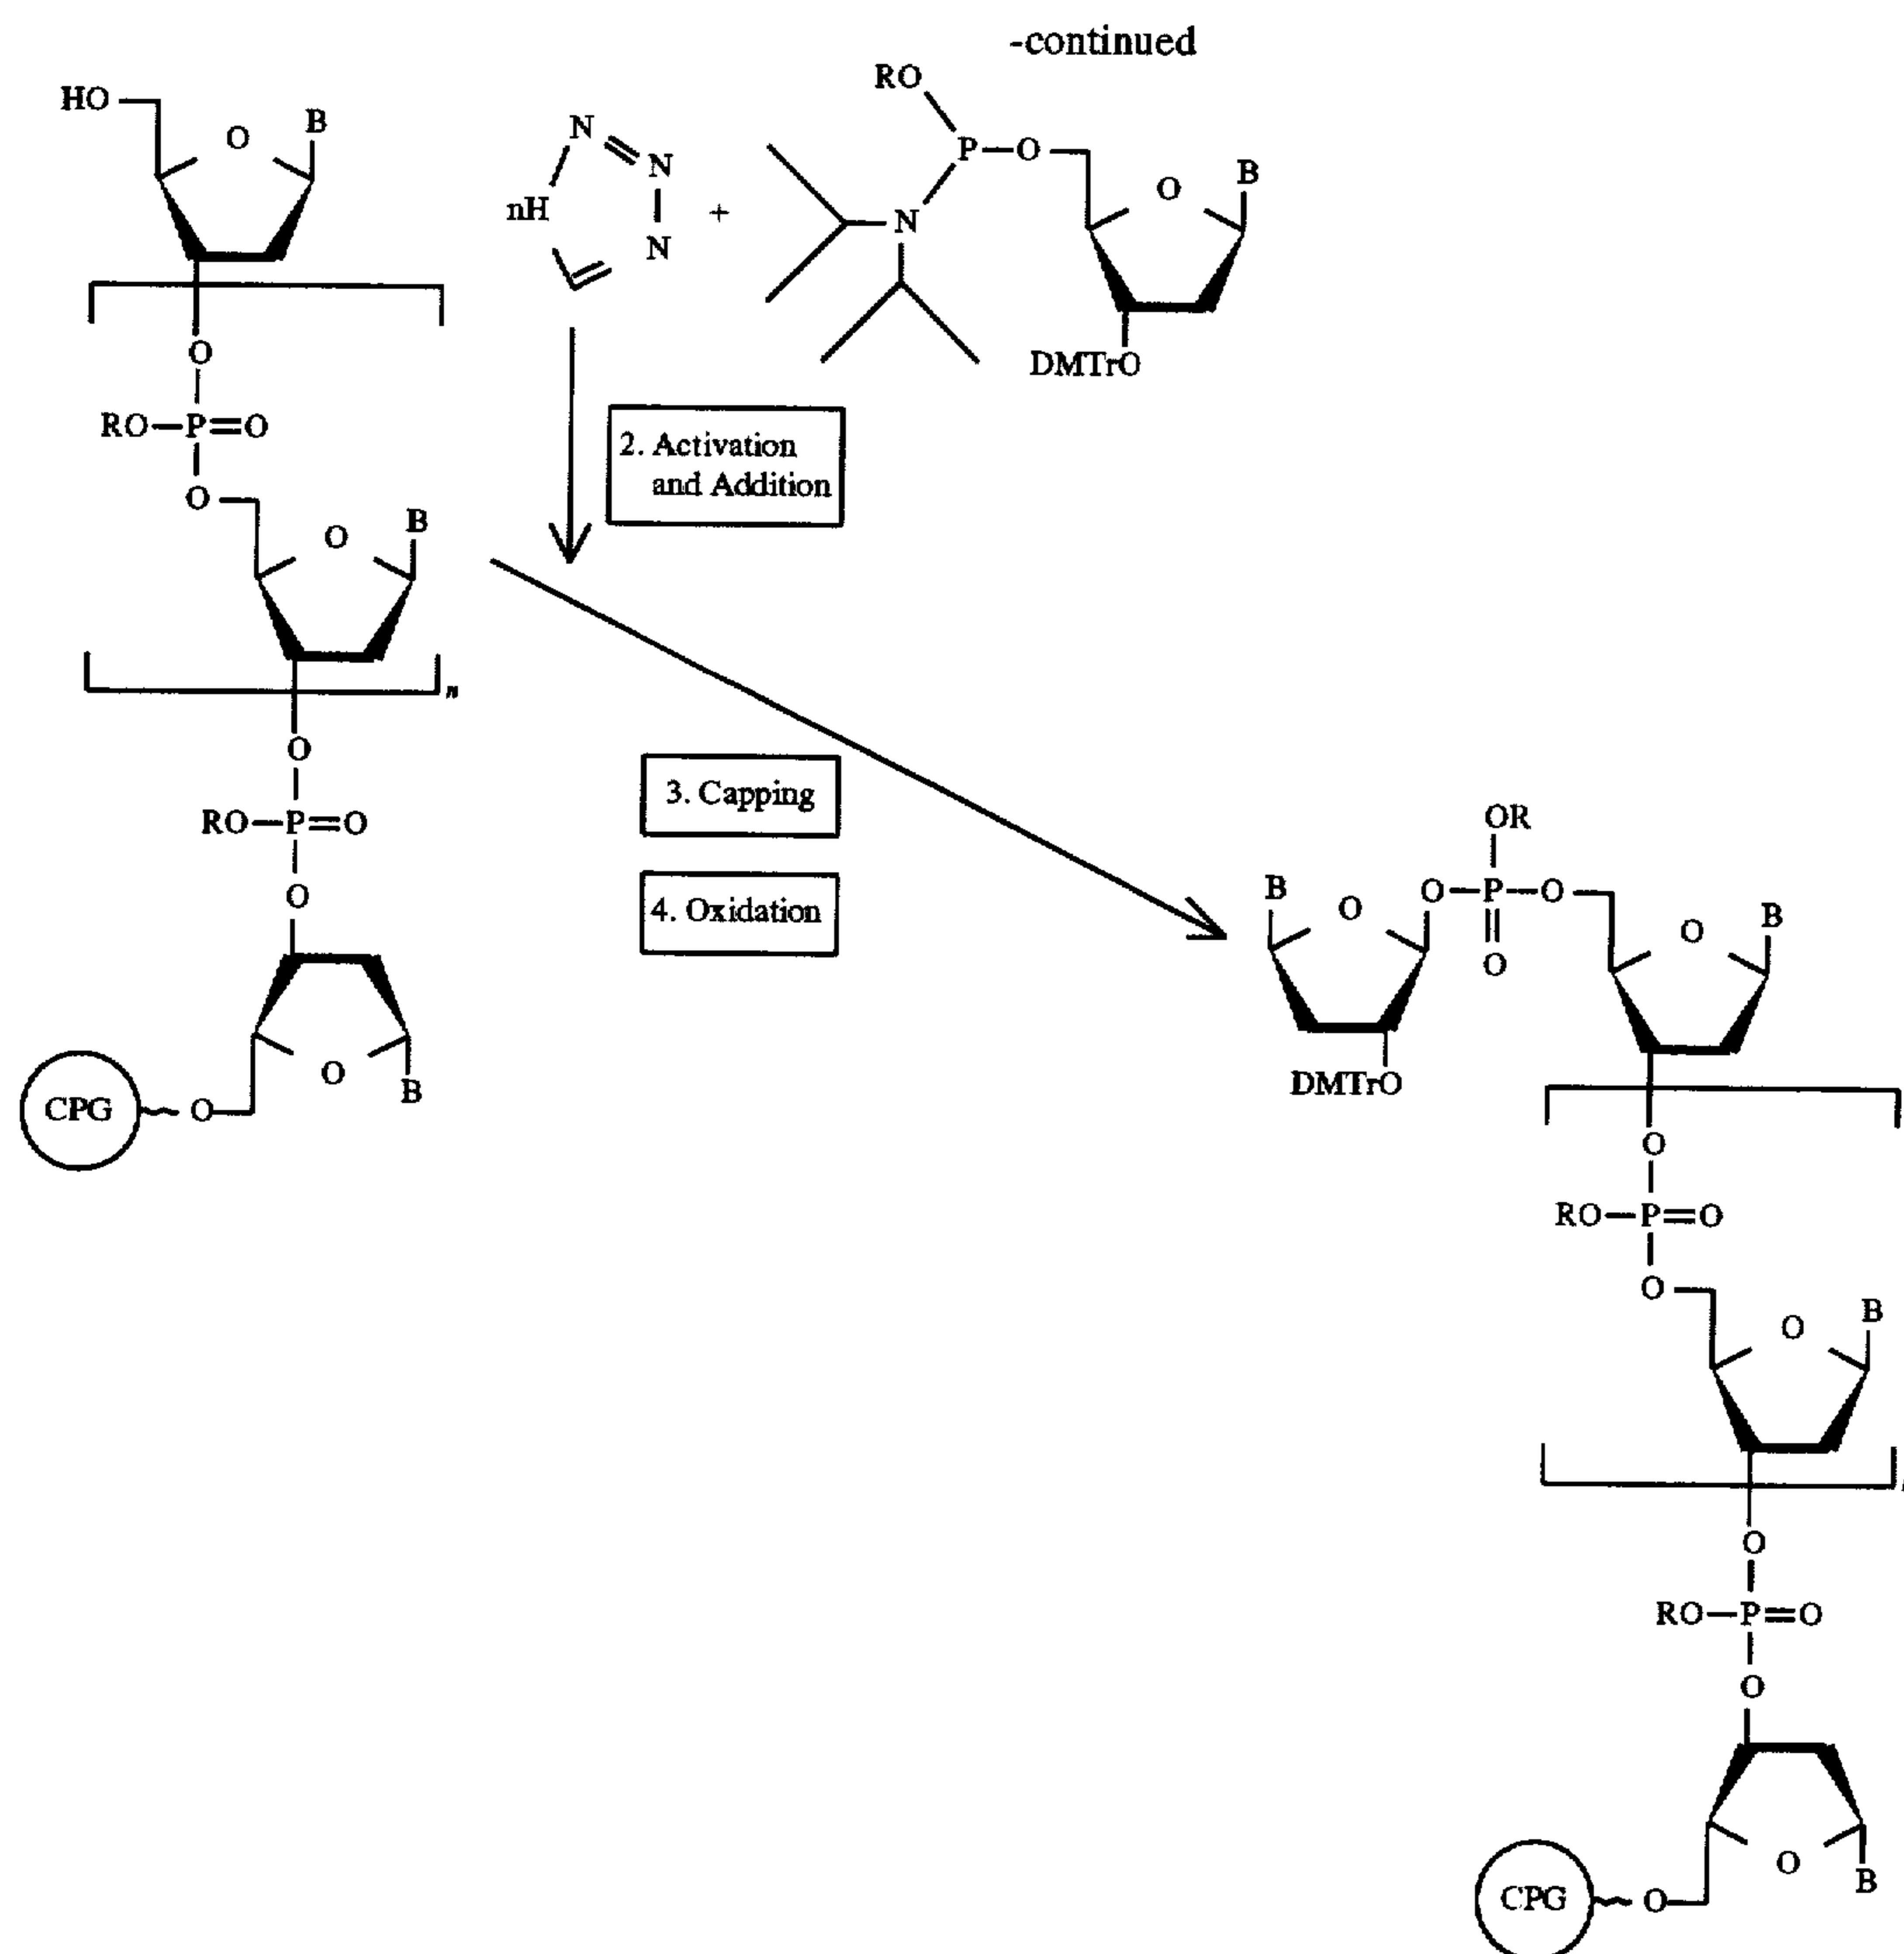 -continued
HO
O
B
N
N
nH
N
+
RO
P
O
N
O
B
DMTrO
O
RO P O
O
2. Activation
and Addition
O
B
n
O
RO P O
O
O
B
CPG
O
3. Capping
4. Oxidation
OR
B
O
O P O
O
DMTrO
O
B
O
RO P O
O
O
B
O
RO P O
O
O
B
CPG
O